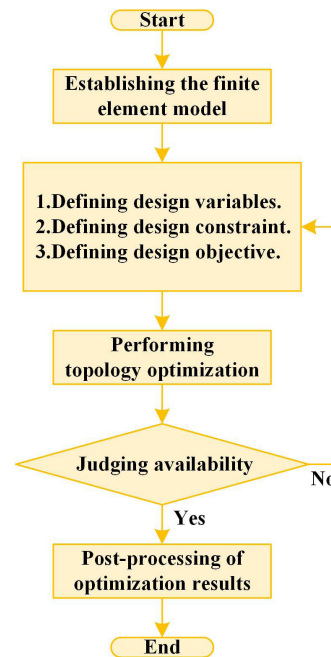 Start
Establishing the finite
element model
1.Defining design variables.
2.Defining design constraint.
3.Defining design objective.
Performing
topology optimization
Judging availability
No
Yes
Post-processing of
optimization results
End